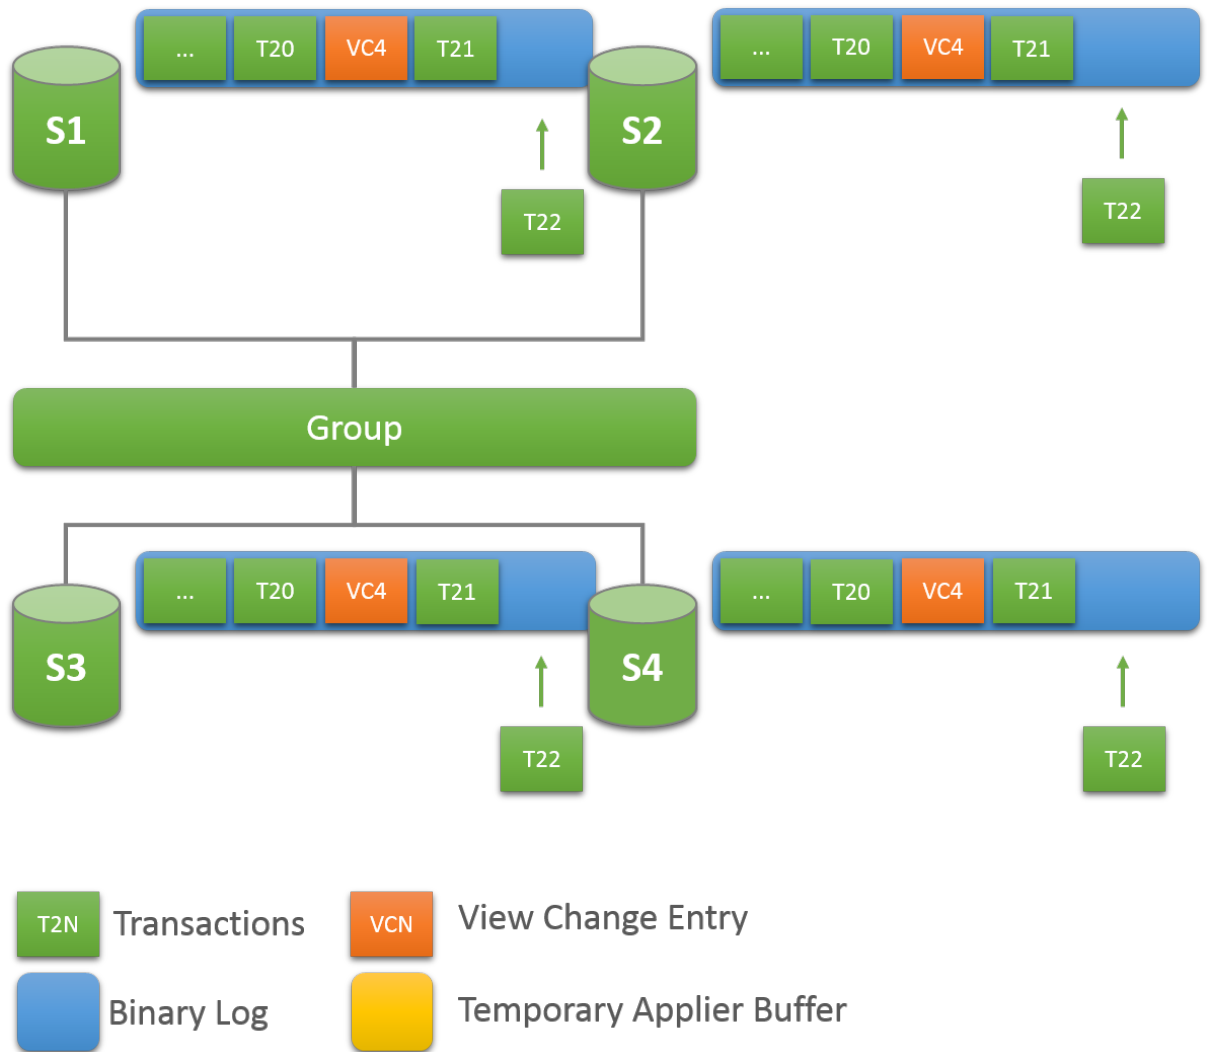 ... T20 VC4 T21
... T20 VC4 T21
S1
S2
T22
T22
Group
... T20 VC4 T21
... T20 VC4 T21
S3
S4
T22
T22
T2N Transactions
VCN View Change Entry
Binary Log
Temporary Applier Buffer